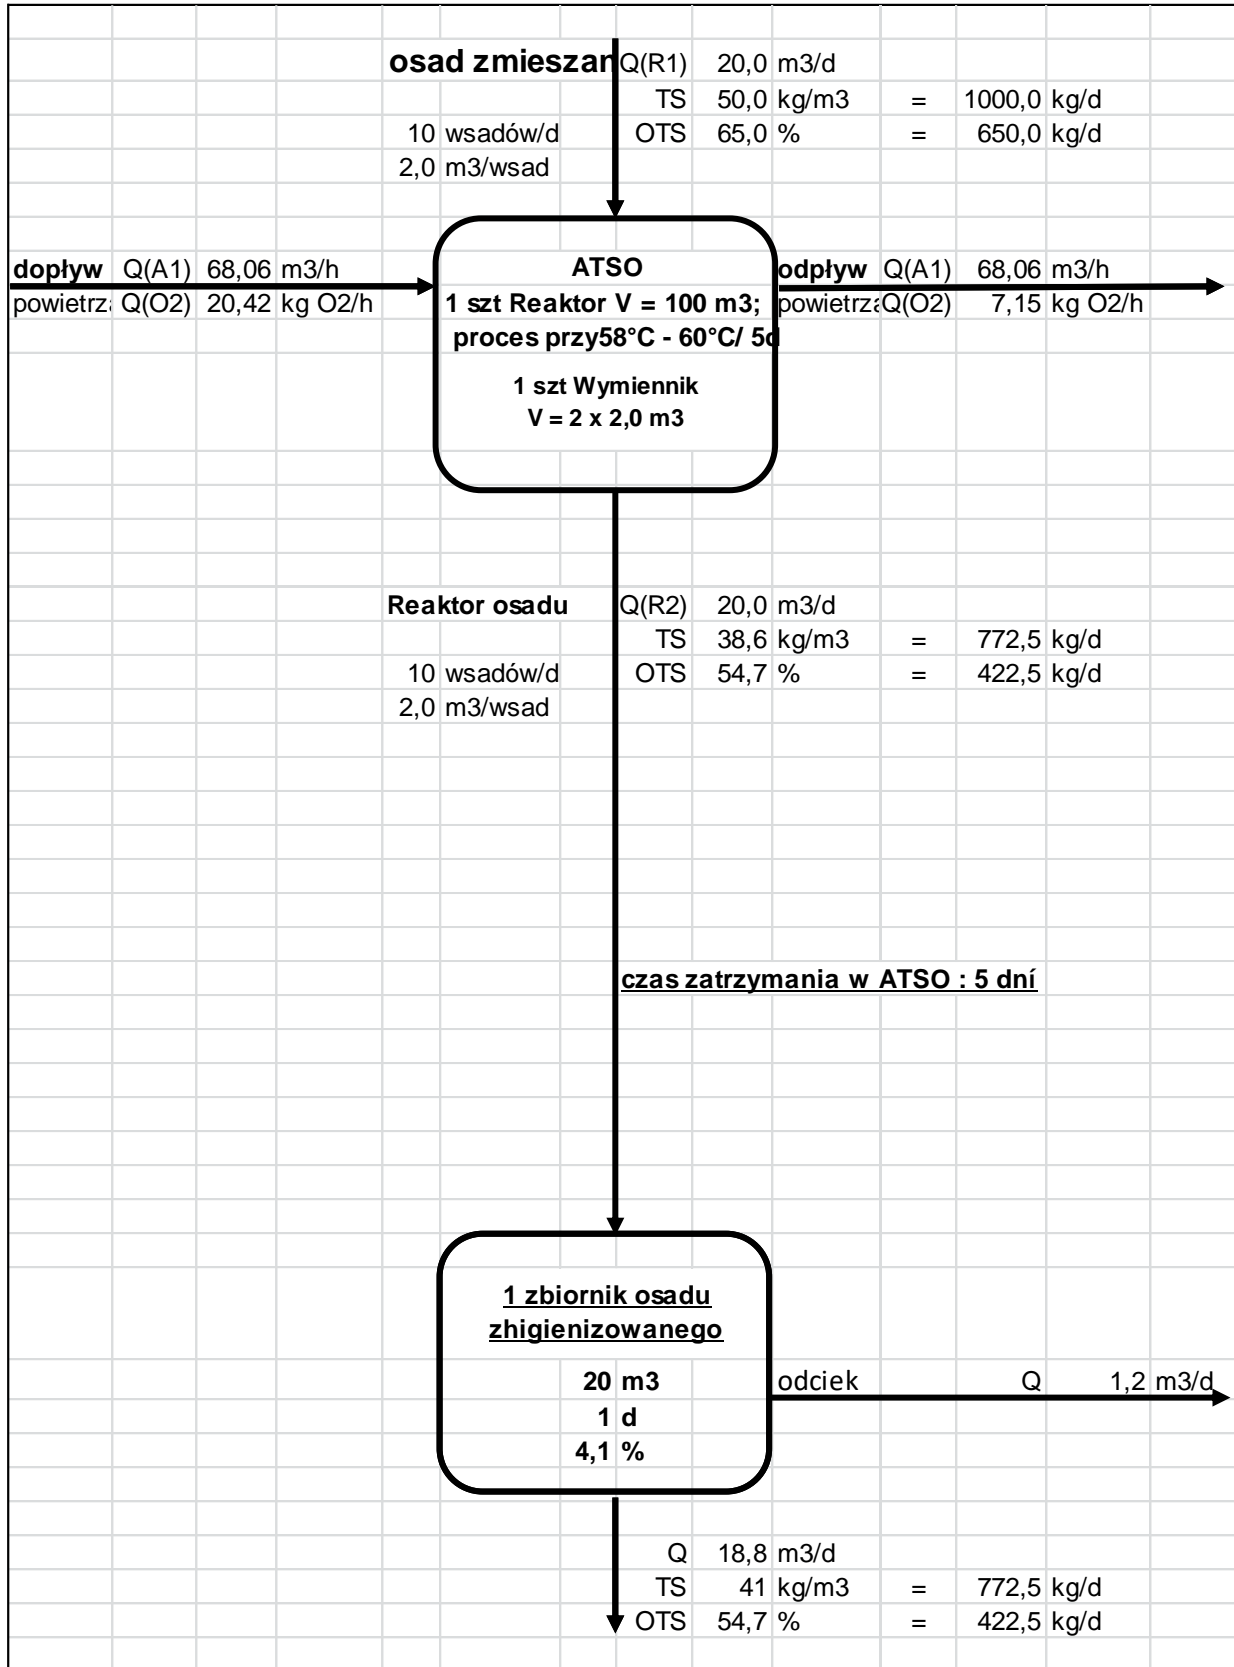 osad zmieszan Q(R1) 20,0 m3/d
TS 50,0 kg/m3 = 1000,0 kg/d
10 wsadów/d OTS 65,0 % = 650,0 kg/d
2,0 m3/wsad
dopływ Q(A1) 68,06 m3/h
powietrza Q(O2) 20,42 kg O2/h
ATSO
1 szt Reaktor V = 100 m3;
proces przy58°C - 60°C/ 5d
1 szt Wymiennik
V = 2 x 2,0 m3
odpływ Q(A1) 68,06 m3/h
powietrza Q(O2) 7,15 kg O2/h
Reaktor osadu Q(R2) 20,0 m3/d
TS 38,6 kg/m3 = 772,5 kg/d
10 wsadów/d OTS 54,7 % = 422,5 kg/d
2,0 m3/wsad
czas zatrzymania w ATSO : 5 dní
1 zbiornik osadu
zhigienizowanego
20 m3
1 d
4,1 %
odciek Q 1,2 m3/d
Q 18,8 m3/d
TS 41 kg/m3 = 772,5 kg/d
OTS 54,7 % = 422,5 kg/d